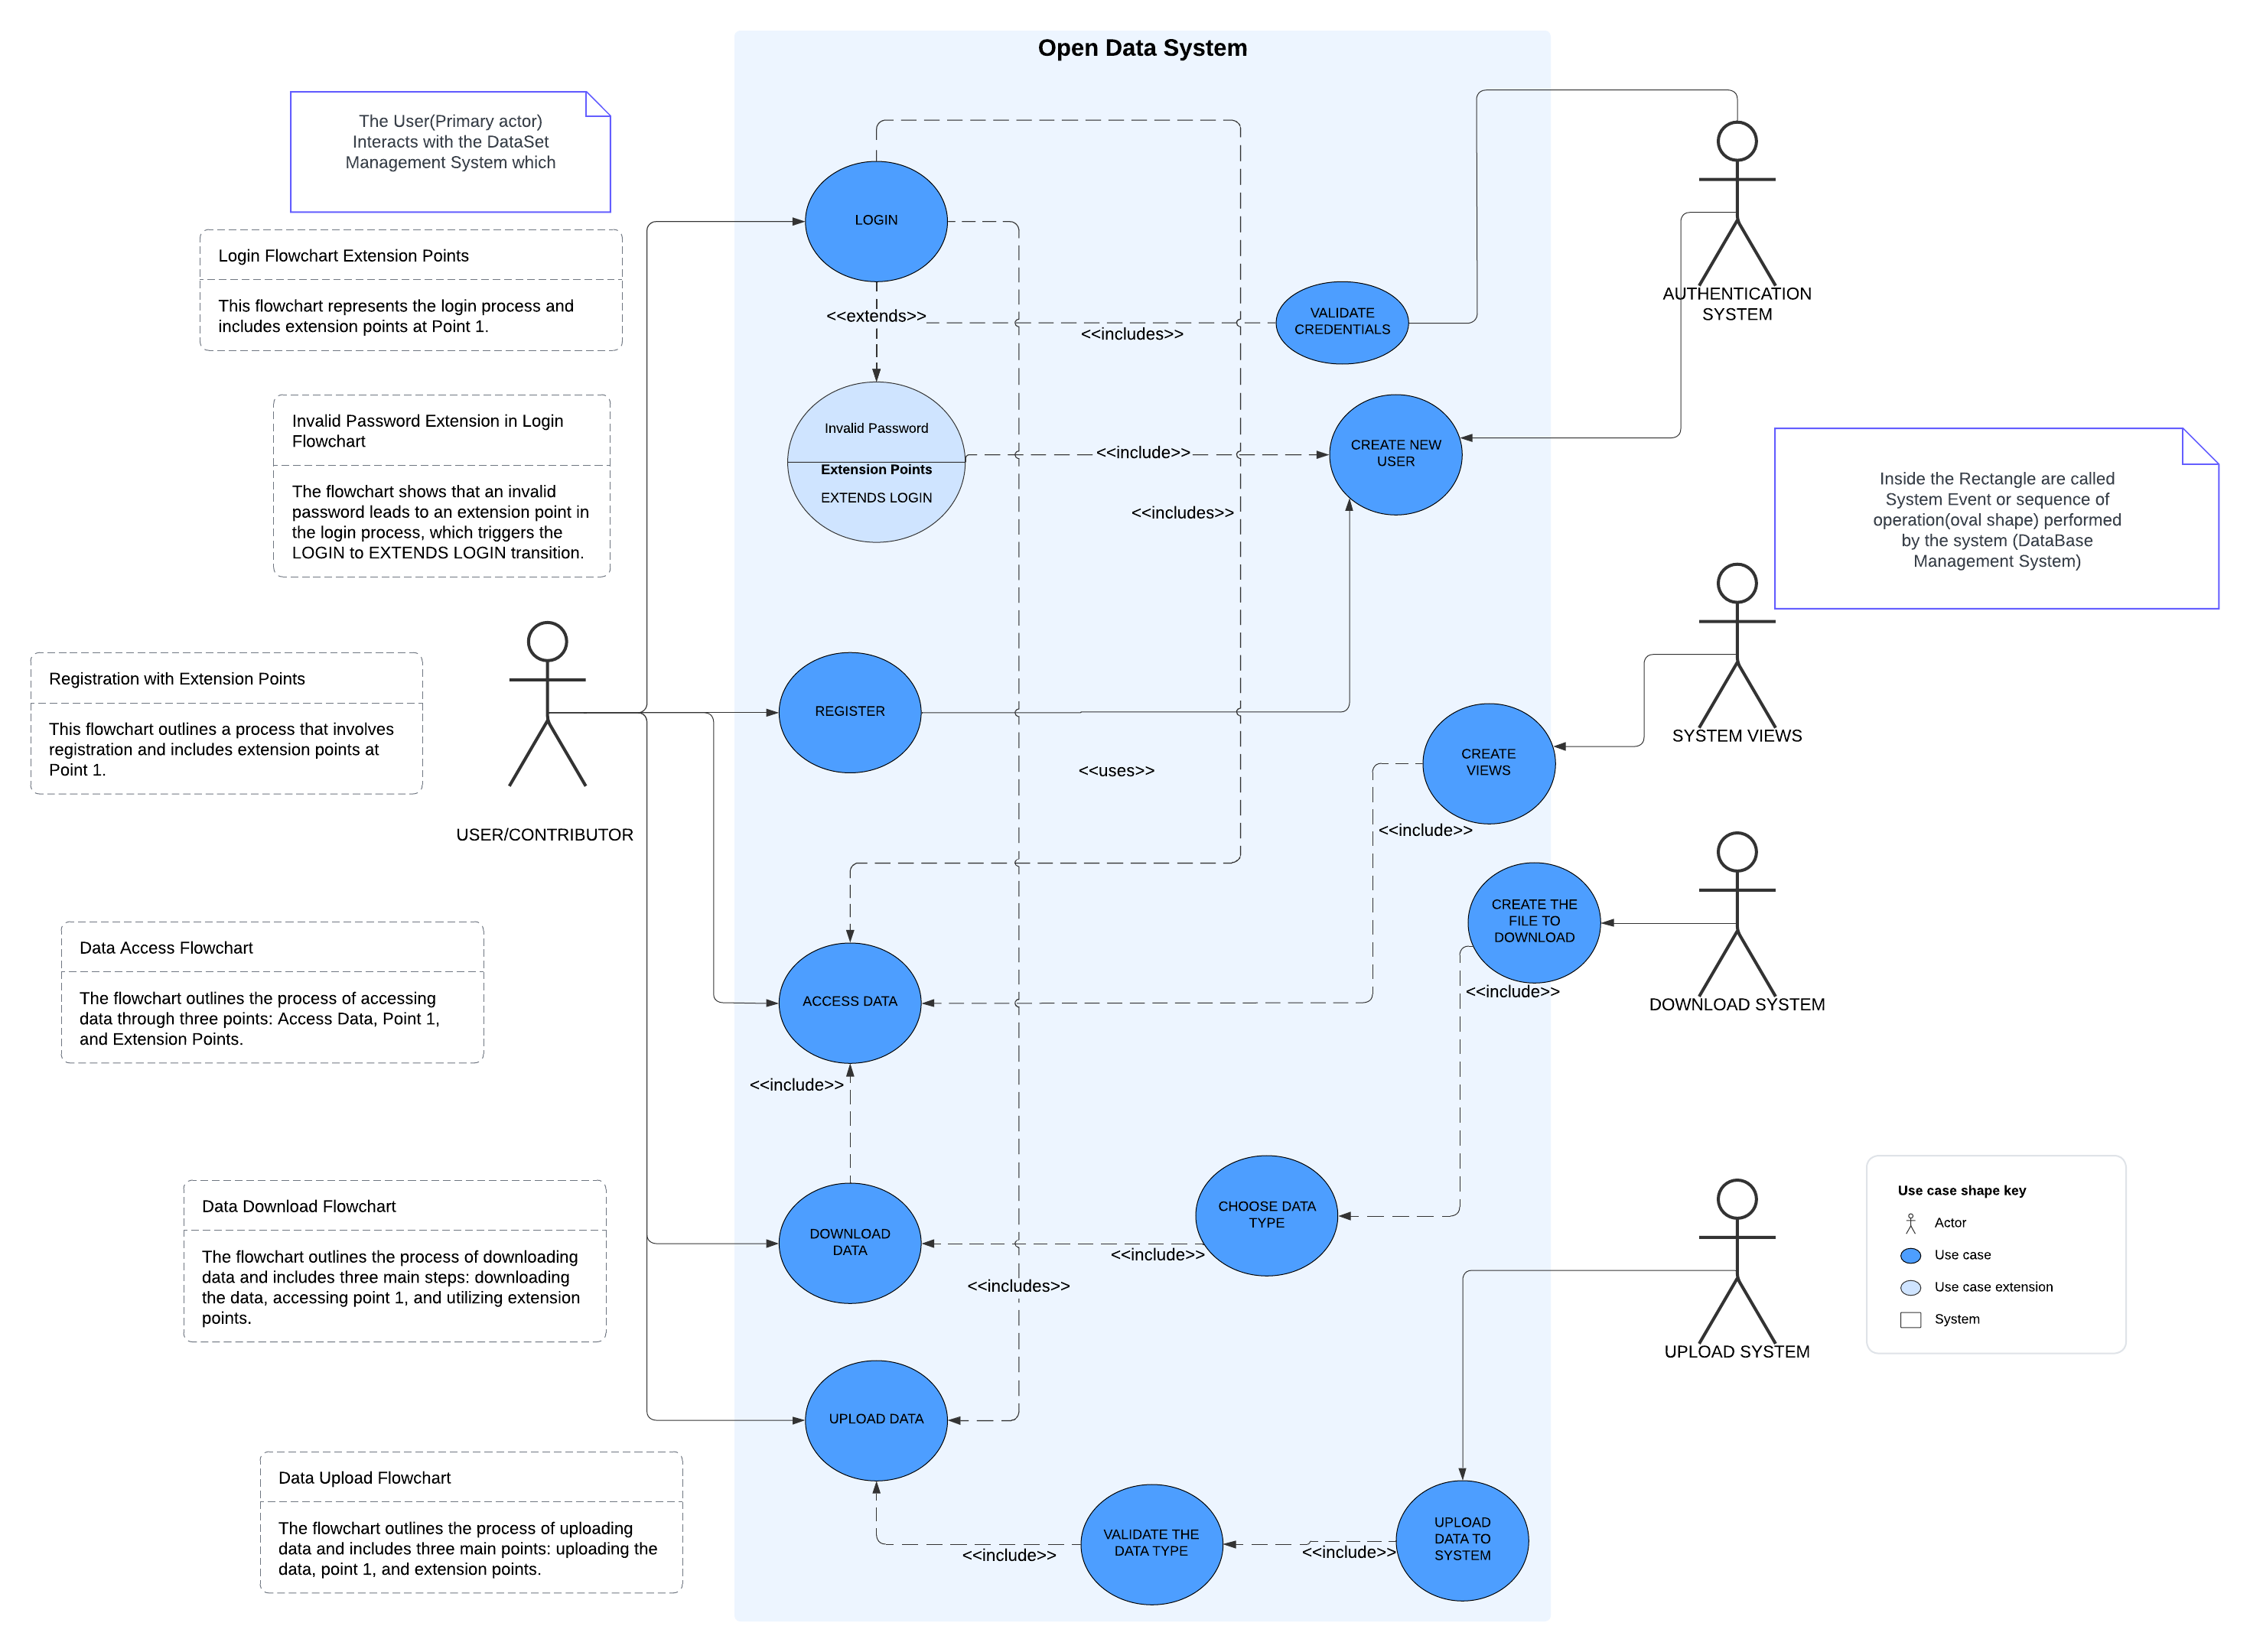 Open Data System
The User(Primary actor)
Interacts with the DataSet
Management System which
LOGIN
Login Flowchart Extension Points
This flowchart represents the login process and
includes extension points at Point 1.
<<extends>>
<<includes>>
VALIDATE
CREDENTIALS
AUTHENTICATION
SYSTEM
Invalid Password Extension in Login
Flowchart
The flowchart shows that an invalid
password leads to an extension point in
the login process, which triggers the
LOGIN to EXTENDS LOGIN transition.
Invalid Password
Extension Points
EXTENDS LOGIN
<<include>>
CREATE NEW
USER
<<includes>>
Inside the Rectangle are called
System Event or sequence of
operation(oval shape) performed
by the system (DataBase
Management System)
Registration with Extension Points
This flowchart outlines a process that involves
registration and includes extension points at
Point 1.
USER/CONTRIBUTOR
REGISTER
<<uses>>
CREATE
VIEWS
SYSTEM VIEWS
<<include>>
CREATE THE
FILE TO
DOWNLOAD
<<include>>
DOWNLOAD SYSTEM
Data Access Flowchart
The flowchart outlines the process of accessing
data through three points: Access Data, Point 1,
and Extension Points.
ACCESS DATA
<<include>>
Data Download Flowchart
The flowchart outlines the process of downloading
data and includes three main steps: downloading
the data, accessing point 1, and utilizing extension
points.
DOWNLOAD
DATA
<<include>>
CHOOSE DATA
TYPE
<<includes>>
UPLOAD SYSTEM
Use case shape key
Actor
Use case
Use case extension
System
UPLOAD DATA
Data Upload Flowchart
The flowchart outlines the process of uploading
data and includes three main points: uploading the
data, point 1, and extension points.
<<include>>
VALIDATE THE
DATA TYPE
<<include>>
UPLOAD
DATA TO
SYSTEM